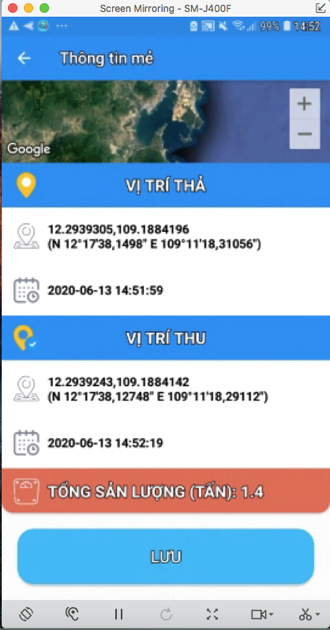 Screen Mirroring - SM-J400F
99% 14:52
Thông tin mẻ
Google
VỊ TRÍ THẢ
12.2939305,109.1884196
(N 12°17'38,1498" E 109°11'18,31056")
2020-06-13 14:51:59
VỊ TRÍ THU
12.2939243,109.1884142
(N 12°17'38,12748" E 109°11'18,29112")
2020-06-13 14:52:19
TỔNG SẢN LƯỢNG (TẤN): 1.4
LƯU